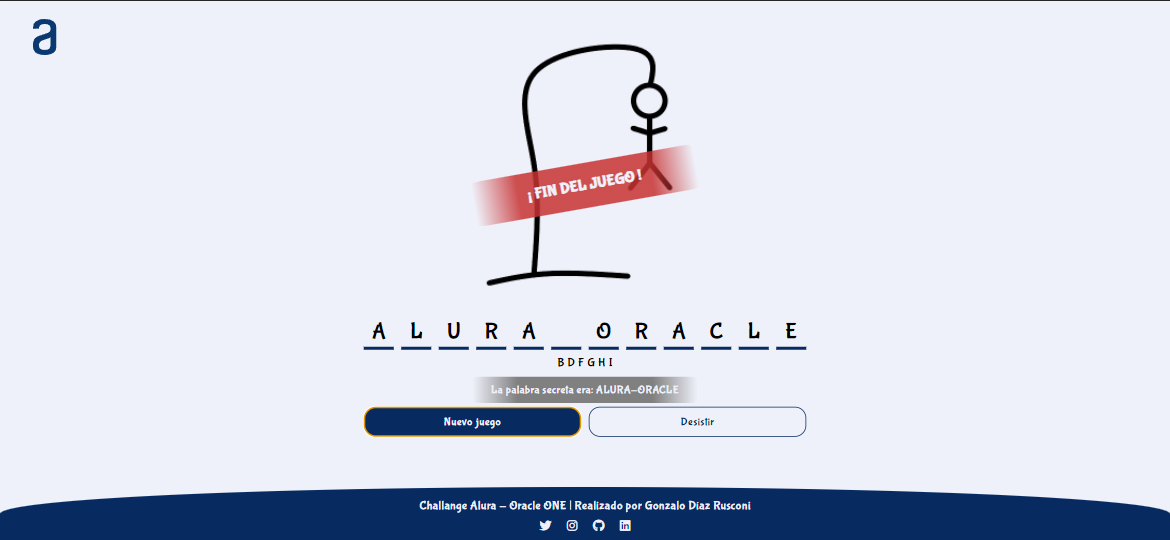 a
¡ FIN DEL JUEGO !
A L U R A   O R A C L E
B D F G H I
La palabra secreta era: ALURA-ORACLE
Nuevo juego
Desistir
Challange Alura - Oracle ONE | Realizado por Gonzalo Diaz Rusconi